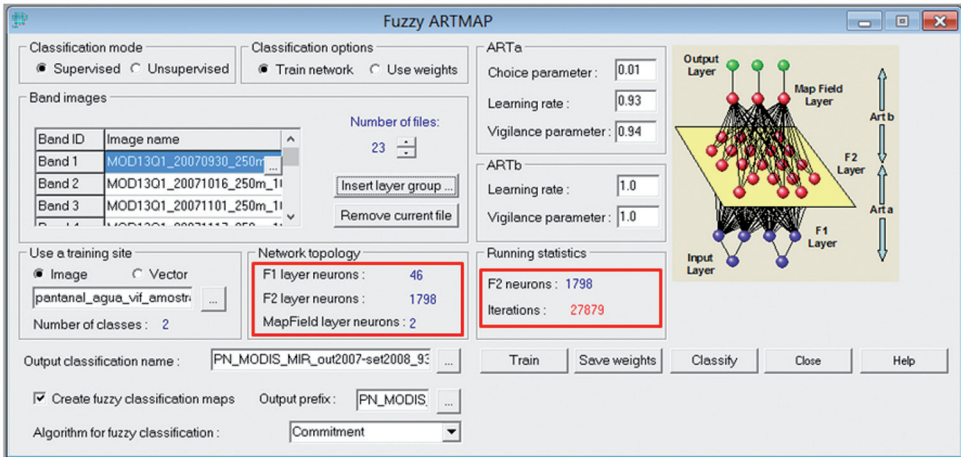 Fuzzy ARTMAP
Classification mode
Supervised Unsupervised
Classification options
Train network Use weights
Band images
Number of files:
23
Band ID Image name
Band 1 MOD13Q1_20070930_250m ...
Band 2 MOD13Q1_20071016_250m_1
Band 3 MOD13Q1_20071101_250m_1
Insert layer group ...
Remove current file
Use a training site
Image Vector
pantanal_agua_vif_amostr ...
Number of classes : 2
Network topology
F1 layer neurons : 46
F2 layer neurons : 1798
MapField layer neurons : 2
ARTa
Choice parameter : 0.01
Learning rate : 0.93
Vigilance parameter : 0.94
ARTb
Learning rate : 1.0
Vigilance parameter : 1.0
Running statistics
F2 neurons : 1798
Iterations : 27879
Output Layer
Map Field Layer
Art b
F2 Layer
Art a
F1 Layer
Input Layer
Output classification name : PN_MODIS_MIR_out2007-set2008_93 ...
Train Save weights Classify Close Help
Create fuzzy classification maps Output prefix : PN_MODIS_ ...
Algorithm for fuzzy classification : Commitment